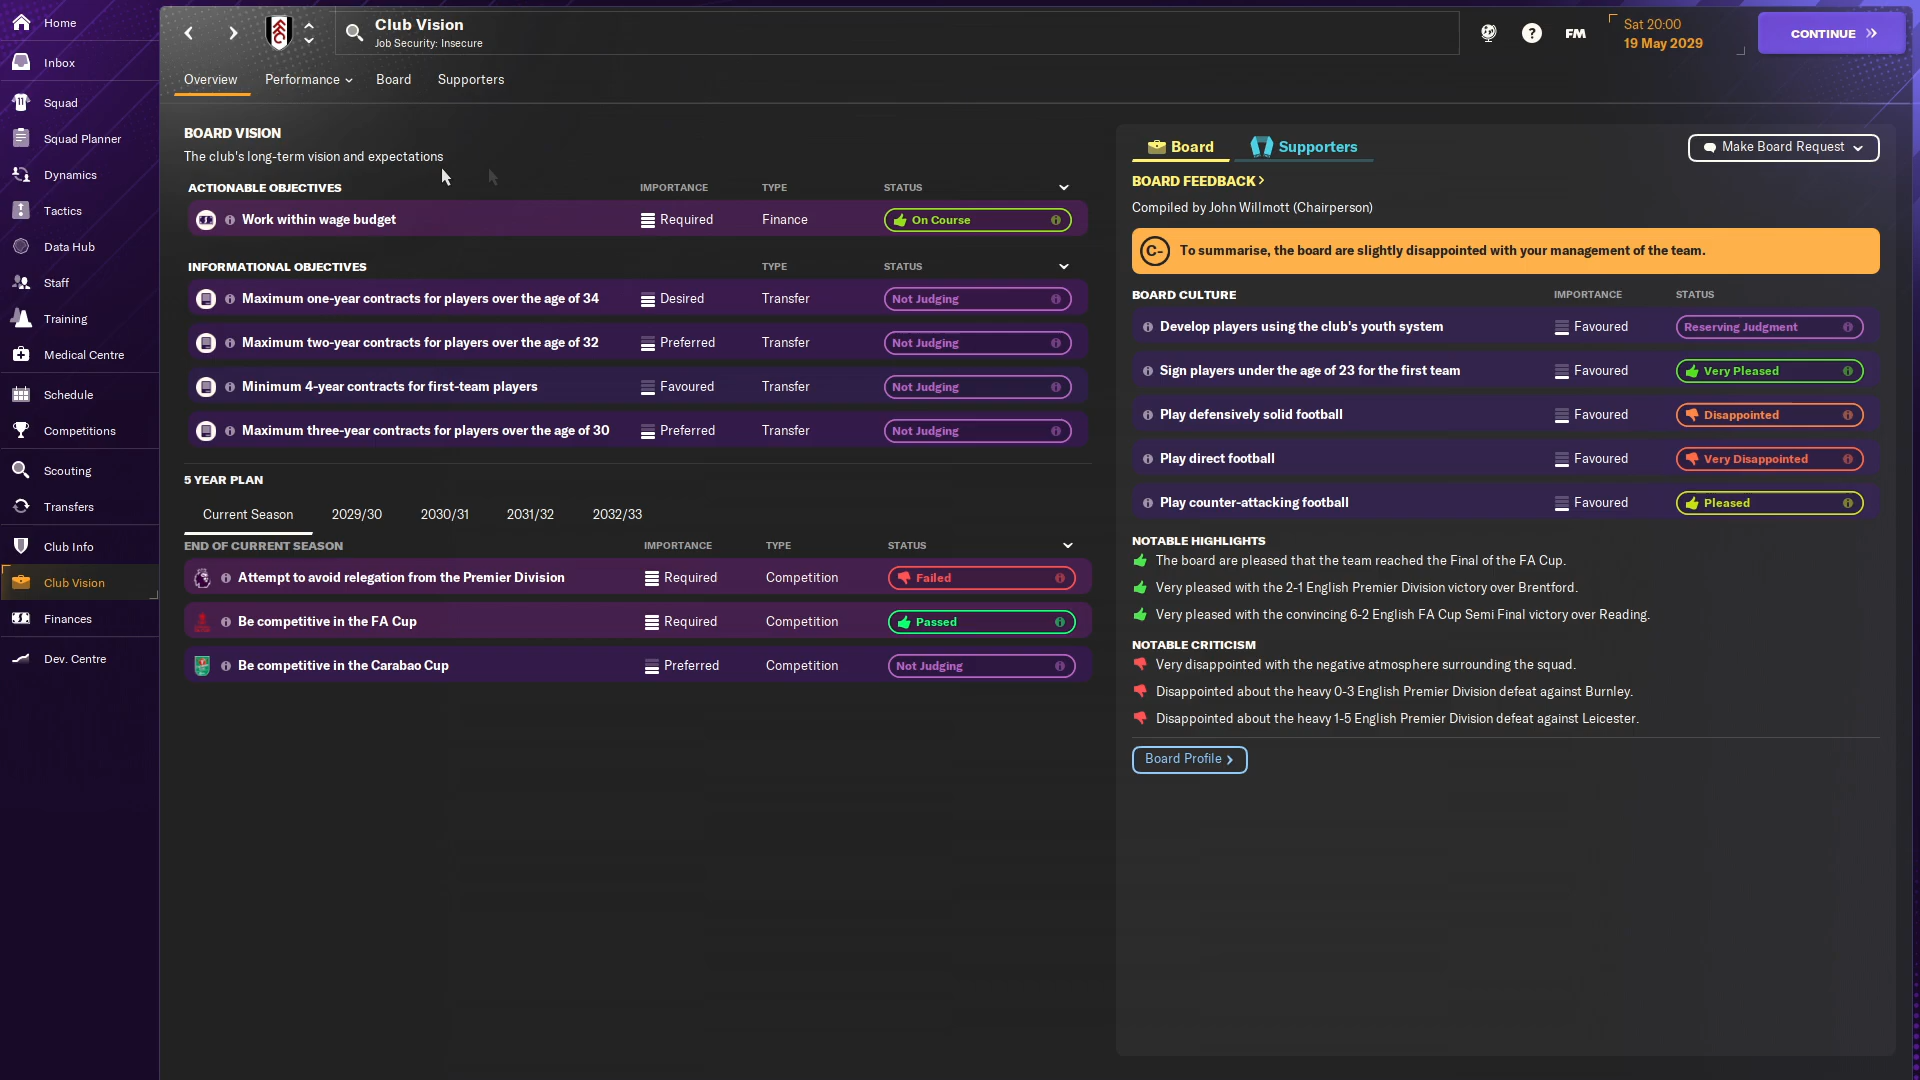 Home
Inbox
Squad
Squad Planner
Dynamics
Tactics
Data Hub
Staff
Training
Medical Centre
Schedule
Competitions
Scouting
Transfers
Club Info
Club Vision
Finances
Dev. Centre
Club Vision
Job Security: Insecure
FM
Sat 20:00
19 May 2029
CONTINUE
Overview Performance Board Supporters
BOARD VISION
The club's long-term vision and expectations
ACTIONABLE OBJECTIVES IMPORTANCE TYPE STATUS
Work within wage budget Required Finance On Course
INFORMATIONAL OBJECTIVES TYPE STATUS
Maximum one-year contracts for players over the age of 34 Desired Transfer Not Judging
Maximum two-year contracts for players over the age of 32 Preferred Transfer Not Judging
Minimum 4-year contracts for first-team players Favoured Transfer Not Judging
Maximum three-year contracts for players over the age of 30 Preferred Transfer Not Judging
5 YEAR PLAN
Current Season 2029/30 2030/31 2031/32 2032/33
END OF CURRENT SEASON IMPORTANCE TYPE STATUS
Attempt to avoid relegation from the Premier Division Required Competition Failed
Be competitive in the FA Cup Required Competition Passed
Be competitive in the Carabao Cup Preferred Competition Not Judging
Board Supporters Make Board Request
BOARD FEEDBACK
Compiled by John Willmott (Chairperson)
C- To summarise, the board are slightly disappointed with your management of the team.
BOARD CULTURE IMPORTANCE STATUS
Develop players using the club's youth system Favoured Reserving Judgment
Sign players under the age of 23 for the first team Favoured Very Pleased
Play defensively solid football Favoured Disappointed
Play direct football Favoured Very Disappointed
Play counter-attacking football Favoured Pleased
NOTABLE HIGHLIGHTS
The board are pleased that the team reached the Final of the FA Cup.
Very pleased with the 2-1 English Premier Division victory over Brentford.
Very pleased with the convincing 6-2 English FA Cup Semi Final victory over Reading.
NOTABLE CRITICISM
Very disappointed with the negative atmosphere surrounding the squad.
Disappointed about the heavy 0-3 English Premier Division defeat against Burnley.
Disappointed about the heavy 1-5 English Premier Division defeat against Leicester.
Board Profile